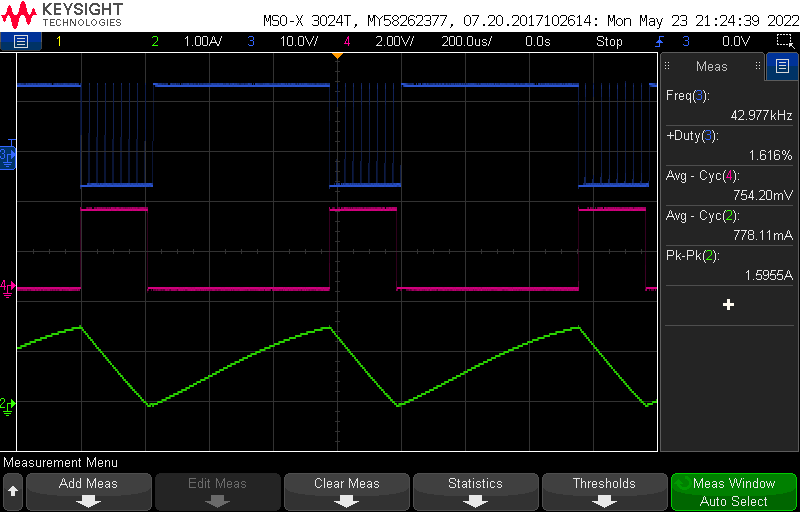 KEYSIGHT
TECHNOLOGIES
MSO-X 3024T, MY58262377, 07.20.2017102614: Mon May 23 21:24:39 2022
1 2 1.00A/ 3 10.0V/ 4 2.00V/ 200.0us/ 0.0s Stop 3 0.0V
Meas
Freq(3):
42.977kHz
+Duty(3):
1.616%
Avg - Cyc(4):
754.20mV
Avg - Cyc(2):
778.11mA
Pk-Pk(2):
1.5955A
T
3
4
2
Measurement Menu
Add Meas
Edit Meas
Clear Meas
Statistics
Thresholds
Meas Window
Auto Select